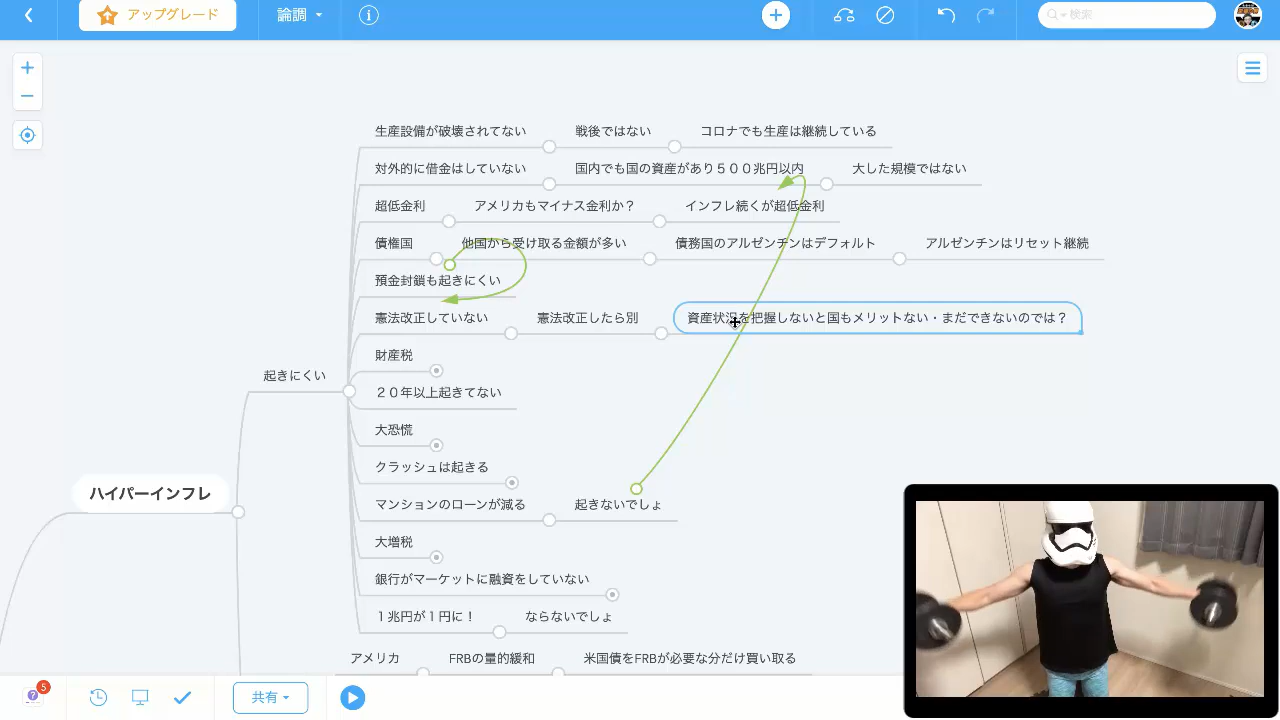 アップグレード
論調
検索
生産設備が破壊されてない 戦後ではない コロナでも生産は継続している
対外的に借金はしていない 国内でも国の資産があり５００兆円以内 大した規模ではない
超低金利 アメリカもマイナス金利か？ インフレ続くが超低金利
債権国 他国から受け取る金額が多い 債務国のアルゼンチンはデフォルト アルゼンチンはリセット継続
預金封鎖も起きにくい
憲法改正していない 憲法改正したら別 資産状況を把握しないと国もメリットない・まだできないのでは？
財産税
起きにくい
２０年以上起きてない
大恐慌
クラッシュは起きる
ハイパーインフレ
マンションのローンが減る 起きないでしょ
大増税
銀行がマーケットに融資をしていない
１兆円が１円に！ ならないでしょ
アメリカ FRBの量的緩和 米国債をFRBが必要な分だけ買い取る
5
共有